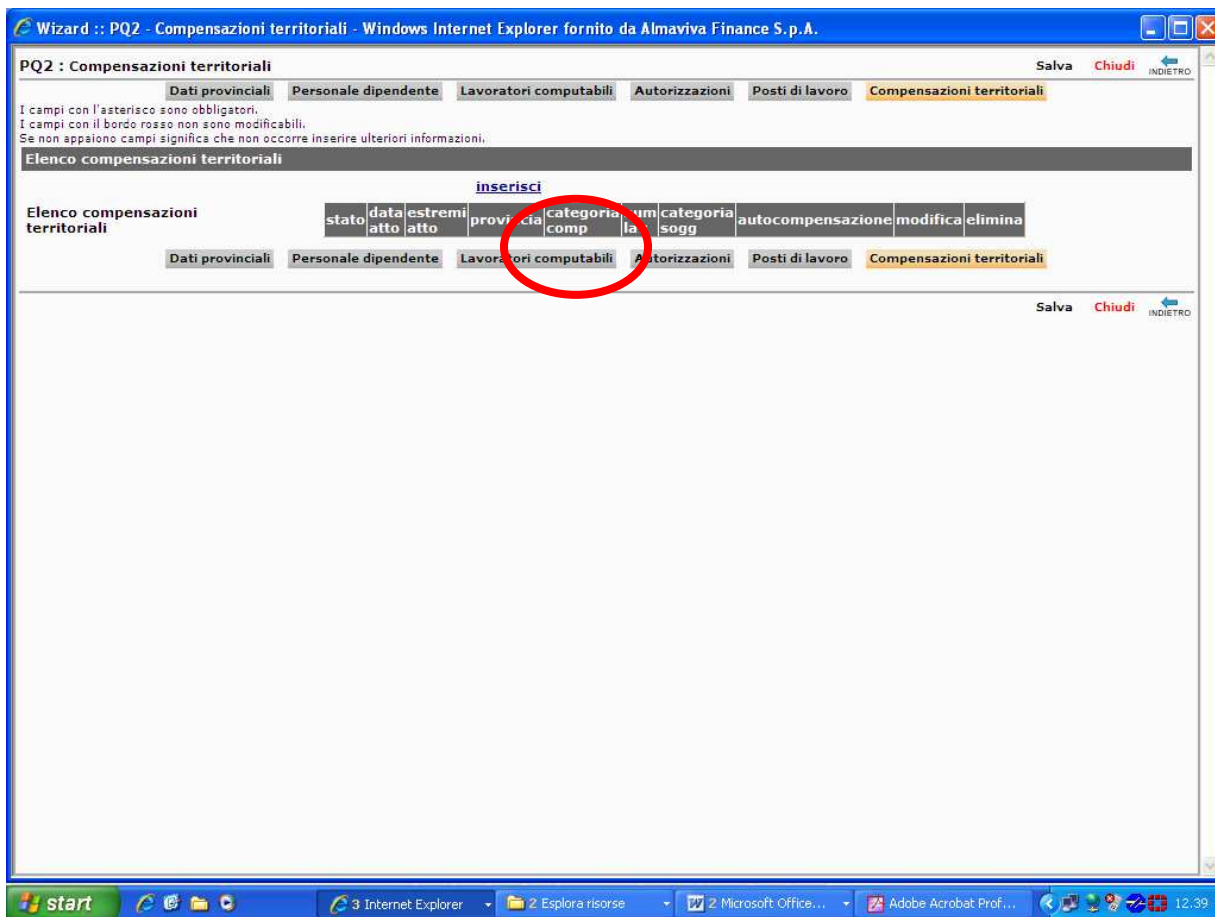 Wizard :: PQ2 - Compensazioni territoriali - Windows Internet Explorer fornito da Almaviva Finance S.p.A.
PQ2 : Compensazioni territoriali Salva Chiudi INDIETRO
Dati provinciali Personale dipendente Lavoratori computabili Autorizzazioni Posti di lavoro Compensazioni territoriali
I campi con l'asterisco sono obbligatori.
I campi con il bordo rosso non sono modificabili.
Se non appaiono campi significa che non occorre inserire ulteriori informazioni.
Elenco compensazioni territoriali
inserisci
Elenco compensazioni territoriali
stato data atto estremi atto provincia categoria comp categoria sogg autocompensazione modifica elimina
Dati provinciali Personale dipendente Lavoratori computabili Autorizzazioni Posti di lavoro Compensazioni territoriali
Salva Chiudi INDIETRO
start 3 Internet Explorer 2 Esplora risorse 2 Microsoft Office... Adobe Acrobat Prof... 12.39